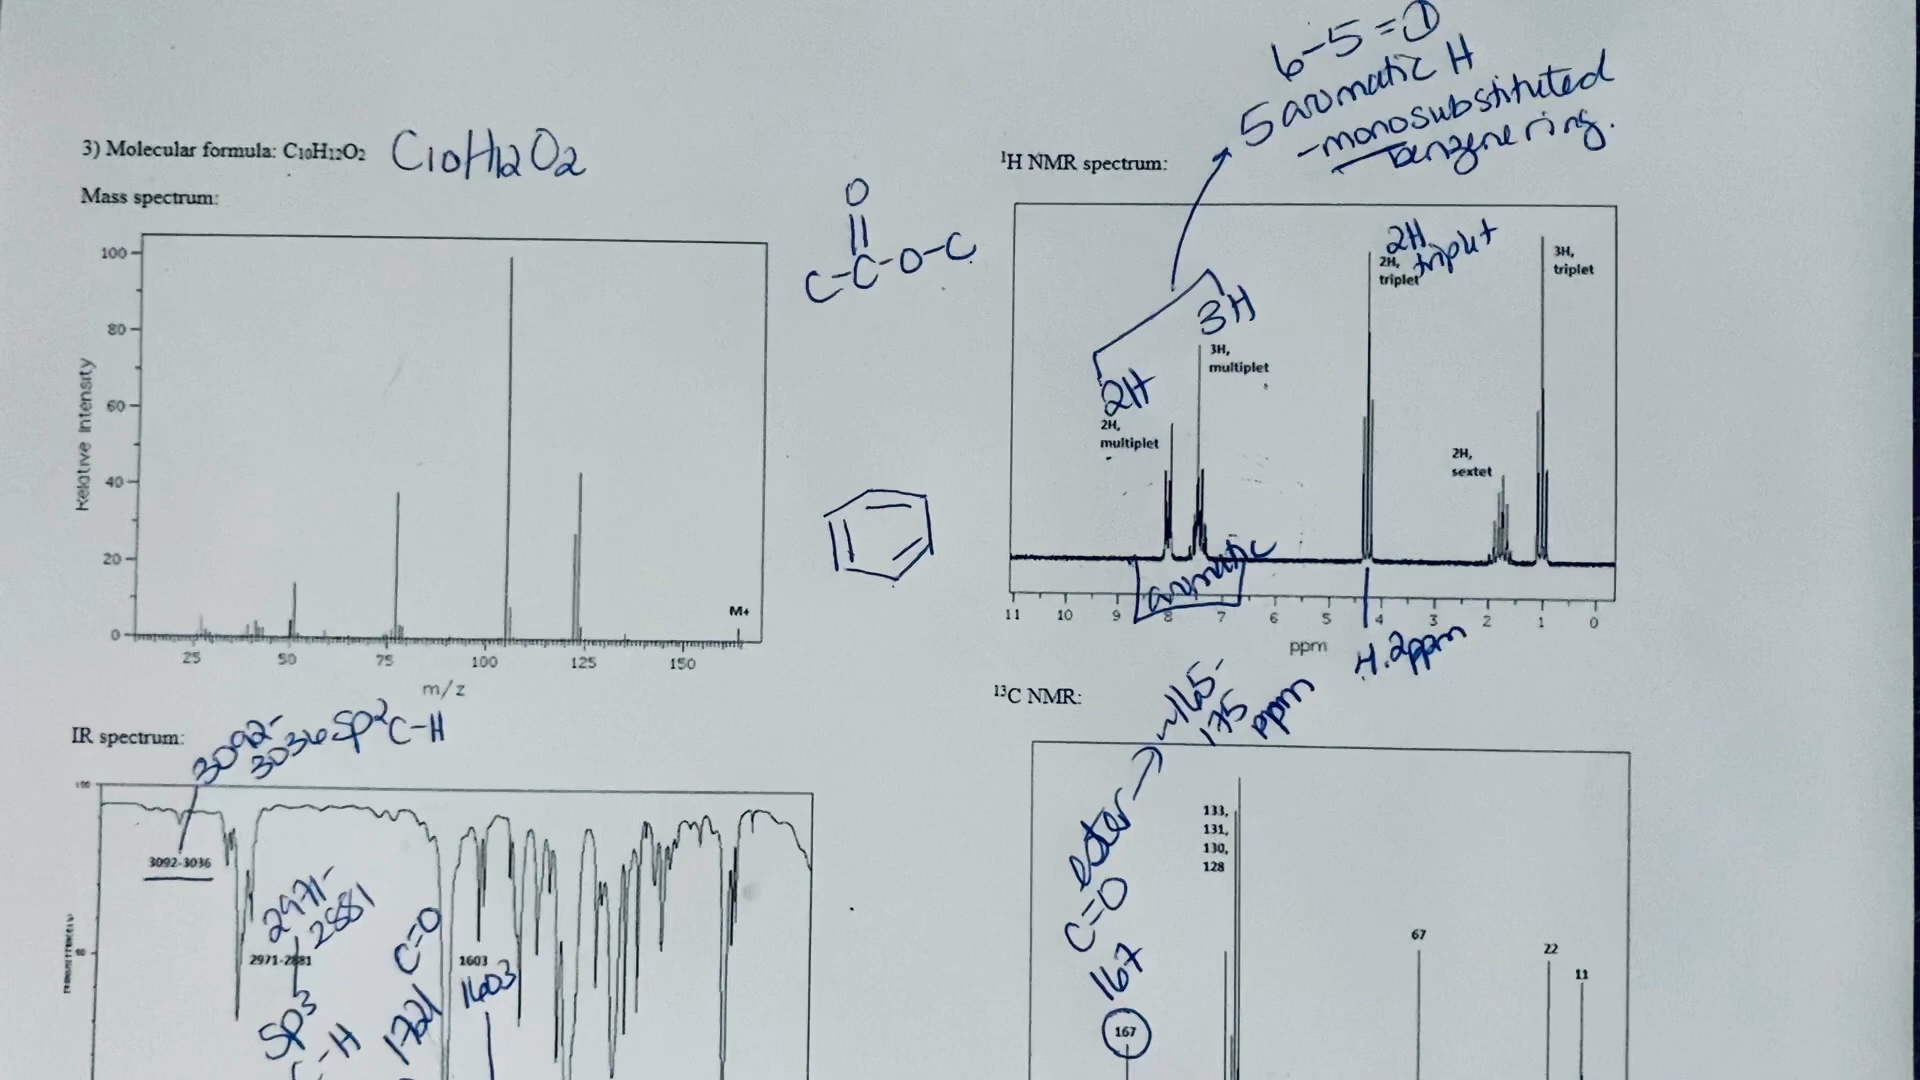 6-5=①
5 aromatic H
-monosubstituted
benzene ring.
3) Molecular formula: C₁₀H₁₂O₂ C10H12O2
Mass spectrum:
100
80
60
40
20
0
Relative Intensity
M+
25 50 75 100 125 150
m/z
O
C-C-O-C
¹H NMR spectrum:
2H
triplet
2H,
triplet
3H,
triplet
3H
3H,
multiplet
2H
2H,
multiplet
2H,
sextet
aromatic
11 10 9 8 7 6 5 4 3 2 1 0
ppm
4.2ppm
IR spectrum:
3092-
3036 sp² C-H
100
3092-3036
2971-
2881
2971-2881
sp³
C-H
1721 C=O
1603
1603
50
¹³C NMR:
~165-
175
ppm
ester
C=O
167
167
133,
131,
130,
128
67
22
11